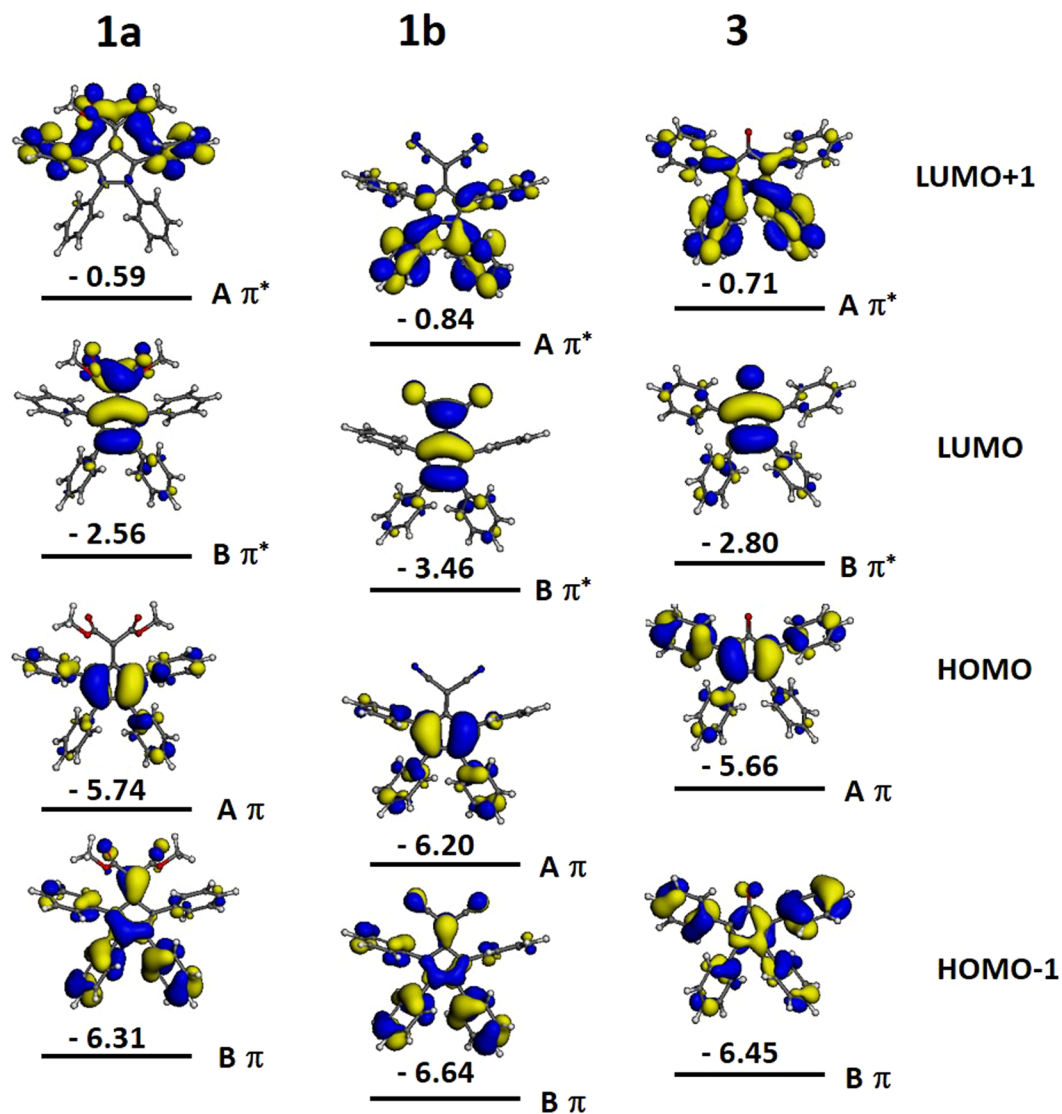 1a 1b 3
LUMO+1
- 0.59 A π*
- 0.84 A π*
- 0.71 A π*
LUMO
- 2.56 B π*
- 3.46 B π*
- 2.80 B π*
HOMO
- 5.74 A π
- 6.20 A π
- 5.66 A π
HOMO-1
- 6.31 B π
- 6.64 B π
- 6.45 B π